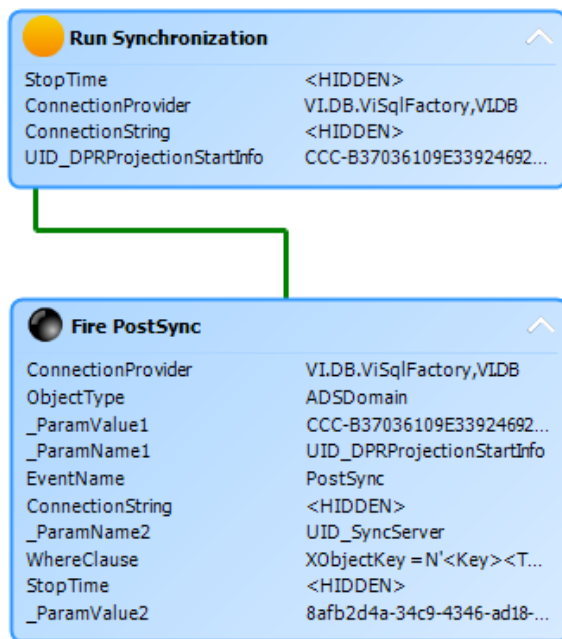 Run Synchronization
StopTime <HIDDEN>
ConnectionProvider VI.DB.ViSqlFactory,VI.DB
ConnectionString <HIDDEN>
UID_DPRProjectionStartInfo CCC-B37036109E33924692...
Fire PostSync
ConnectionProvider VI.DB.ViSqlFactory,VI.DB
ObjectType ADSDomain
_ParamValue1 CCC-B37036109E33924692...
_ParamName1 UID_DPRProjectionStartInfo
EventName PostSync
ConnectionString <HIDDEN>
_ParamName2 UID_SyncServer
WhereClause XObjectKey = N'<Key><T...
StopTime <HIDDEN>
_ParamValue2 8afb2d4a-34c9-4346-ad18-...